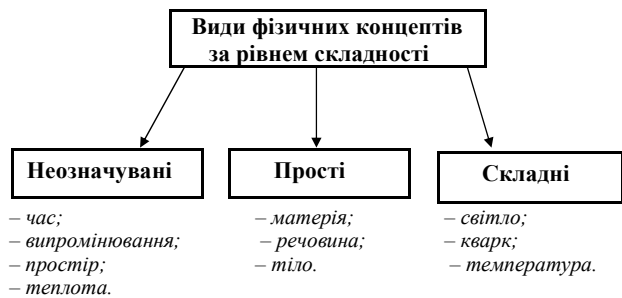 Види фізичних концептів
за рівнем складності
Неозначувані
– час;
– випромінювання;
– простір;
– теплота.
Прості
– матерія;
– речовина;
– тіло.
Складні
– світло;
– кварк;
– температура.